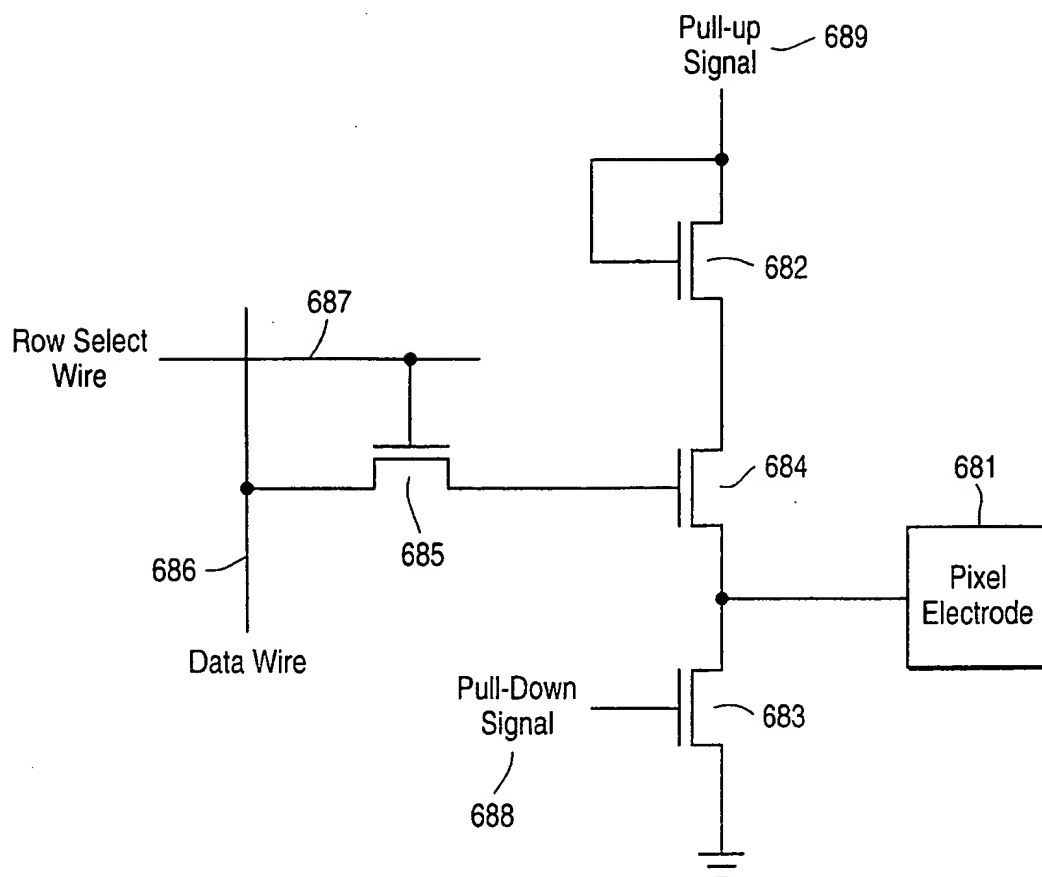 Pull-up
Signal
689
682
687
Row Select
Wire
684
681
685
686
Pixel
Electrode
Data Wire
Pull-Down
Signal
683
688